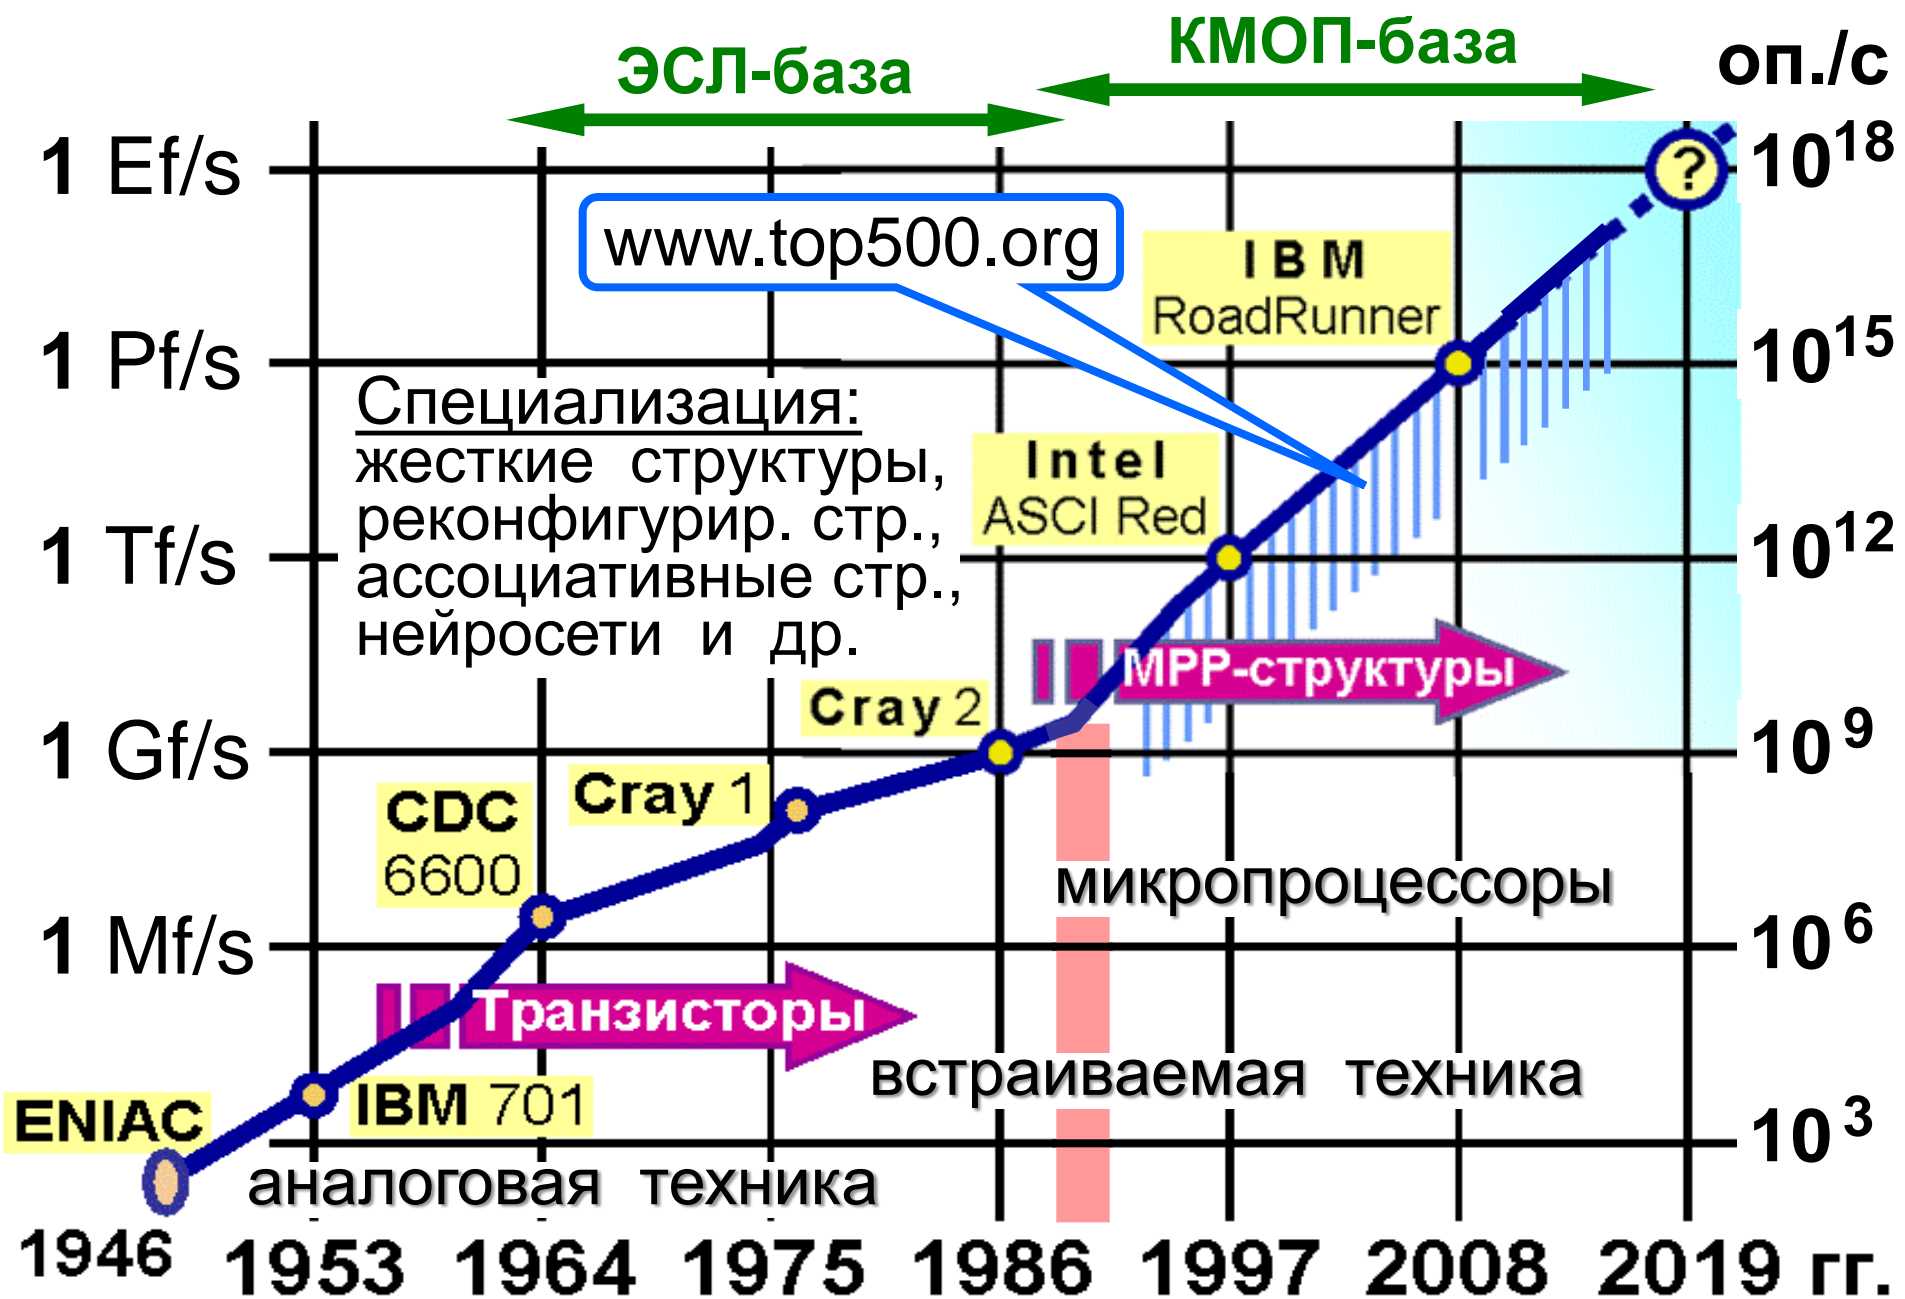 ЭСЛ-база
КМОП-база
оп./с
1 Ef/s
10¹⁸
?
www.top500.org
IBM
RoadRunner
1 Pf/s
10¹⁵
Специализация:
жесткие структуры,
реконфигурир. стр.,
ассоциативные стр.,
нейросети и др.
Intel
ASCI Red
1 Tf/s
10¹²
МРР-структуры
Cray 2
1 Gf/s
10⁹
Cray 1
CDC
6600
микропроцессоры
1 Mf/s
10⁶
Транзисторы
встраиваемая техника
ENIAC
IBM 701
10³
аналоговая техника
1946 1953 1964 1975 1986 1997 2008 2019 гг.